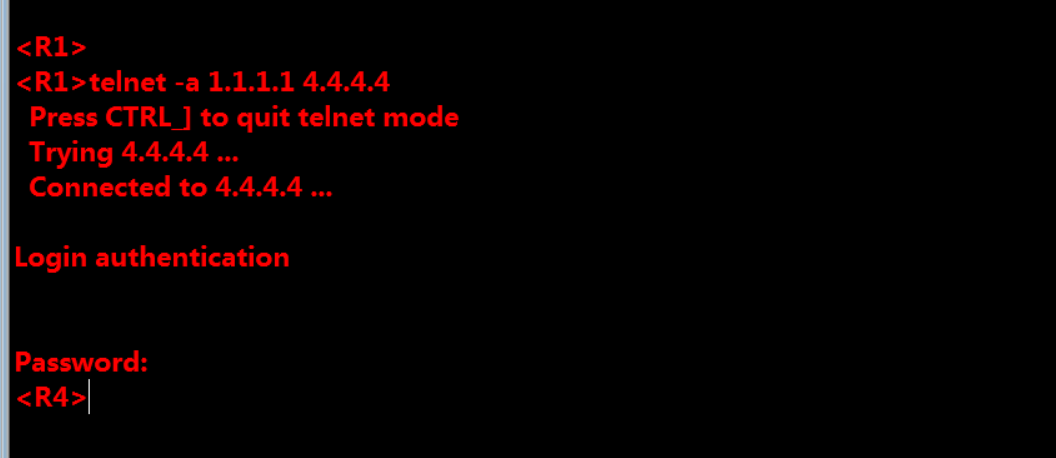 <R1>
<R1>telnet -a 1.1.1.1 4.4.4.4
Press CTRL_] to quit telnet mode
Trying 4.4.4.4 ...
Connected to 4.4.4.4 ...
Login authentication
Password:
<R4>